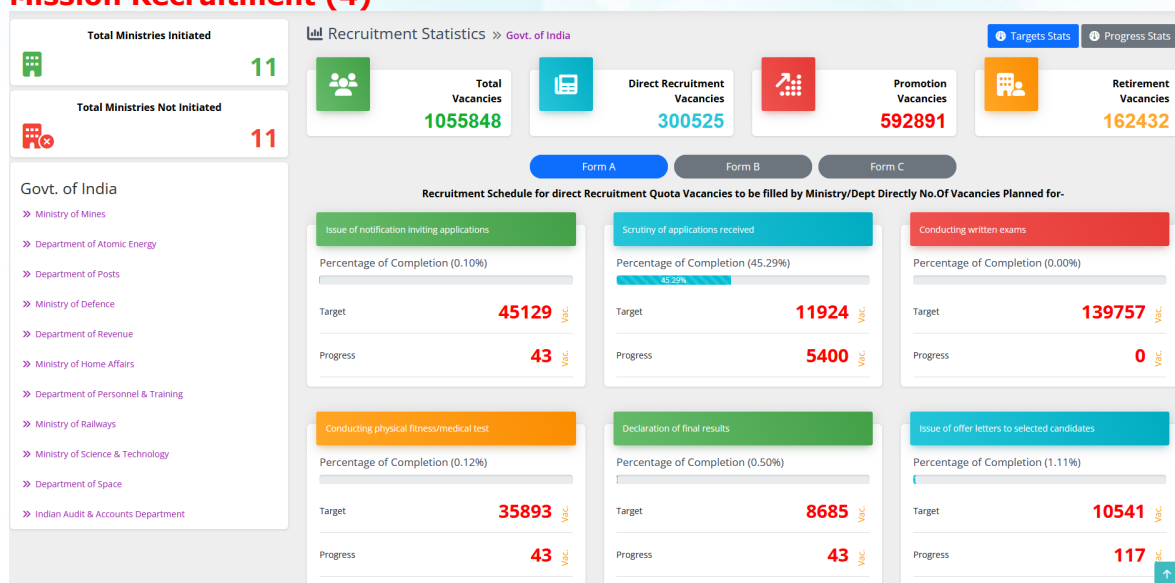 Mission Recruitment (4)
Total Ministries Initiated
11
Total Ministries Not Initiated
11
Govt. of India
Ministry of Mines
Department of Atomic Energy
Department of Posts
Ministry of Defence
Department of Revenue
Ministry of Home Affairs
Department of Personnel & Training
Ministry of Railways
Ministry of Science & Technology
Department of Space
Indian Audit & Accounts Department
Recruitment Statistics » Govt. of India
Targets Stats
Progress Stats
Total
Vacancies
1055848
Direct Recruitment
Vacancies
300525
Promotion
Vacancies
592891
Retirement
Vacancies
162432
Form A
Form B
Form C
Recruitment Schedule for direct Recruitment Quota Vacancies to be filled by Ministry/Dept Directly No.Of Vacancies Planned for-
Issue of notification inviting applications
Percentage of Completion (0.10%)
Target
45129 Vac.
Progress
43 Vac.
Scrutiny of applications received
Percentage of Completion (45.29%)
45.29%
Target
11924 Vac.
Progress
5400 Vac.
Conducting written exams
Percentage of Completion (0.00%)
Target
139757 Vac.
Progress
0 Vac.
Conducting physical fitness/medical test
Percentage of Completion (0.12%)
Target
35893 Vac.
Progress
43 Vac.
Declaration of final results
Percentage of Completion (0.50%)
Target
8685 Vac.
Progress
43 Vac.
Issue of offer letters to selected candidates
Percentage of Completion (1.11%)
Target
10541 Vac.
Progress
117 Vac.